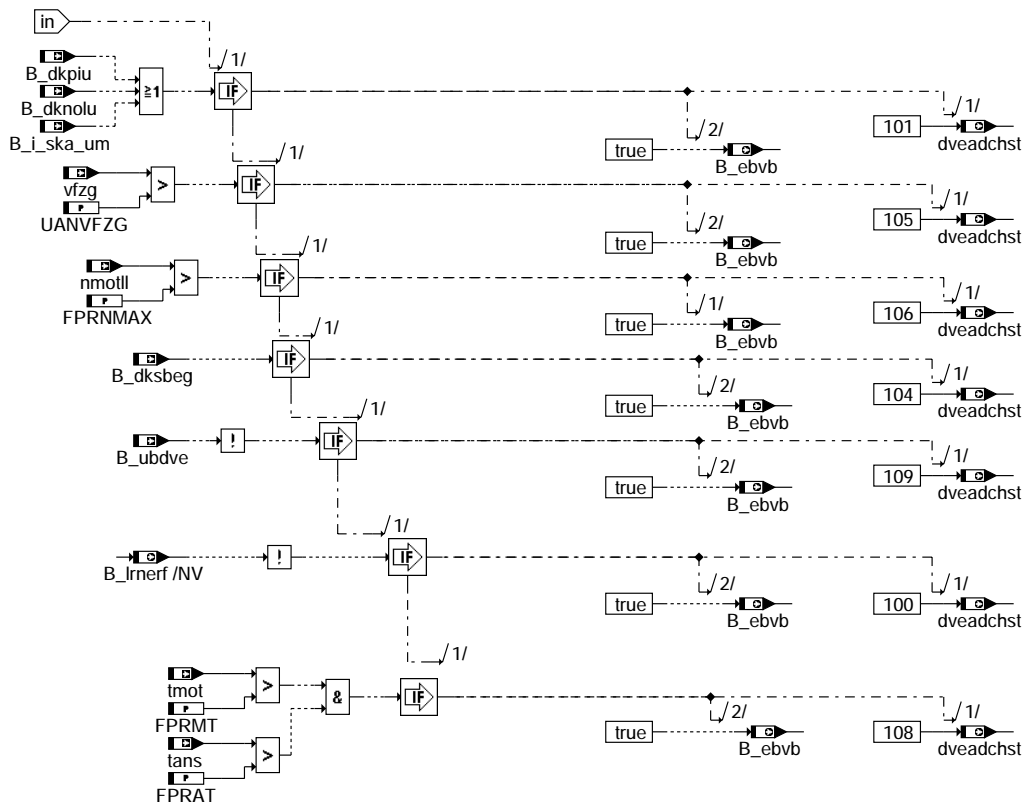 in
/1/
B_dkpiu
≥1
IF
B_dknolu
B_i_ska_um
/2/
/1/
101
dveadchst
true
B_ebvb
/1/
vfzg
>
IF
P
UANVFZG
/2/
/1/
105
dveadchst
true
B_ebvb
/1/
nmotll
>
IF
P
FPRNMAX
/1/
/1/
106
dveadchst
true
B_ebvb
/1/
B_dksbeg
IF
/2/
/1/
104
dveadchst
true
B_ebvb
/1/
B_ubdve
!
IF
/2/
/1/
109
dveadchst
true
B_ebvb
/1/
B_lrnerf /NV
!
IF
/2/
/1/
100
dveadchst
true
B_ebvb
/1/
tmot
>
P
FPRMT
&
IF
tans
>
P
FPRAT
/2/
/1/
108
dveadchst
true
B_ebvb